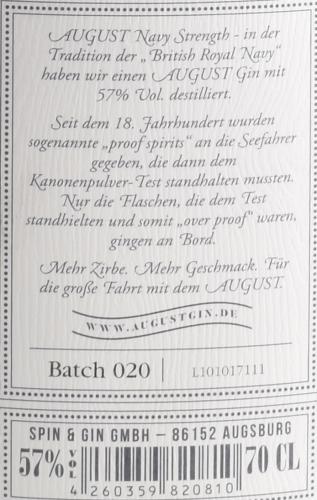 AUGUST Navy Strength - in der
Tradition der „British Royal Navy“
haben wir einen AUGUST Gin mit
57% Vol. destilliert.
Seit dem 18. Jahrhundert wurden
sogenannte „proof spirits“ an die Seefahrer
gegeben, die dann dem
Kanonenpulver-Test standhalten mussten.
Nur die Flaschen, die dem Test
standhielten und somit „over proof“ waren,
gingen an Bord.
Mehr Zirbe. Mehr Geschmack. Für
die große Fahrt mit dem AUGUST.
WWW.AUGUSTGIN.DE
Batch 020 | L101017111
SPIN & GIN GMBH – 86152 AUGSBURG
57% VOL 70 CL
4 260359 820810